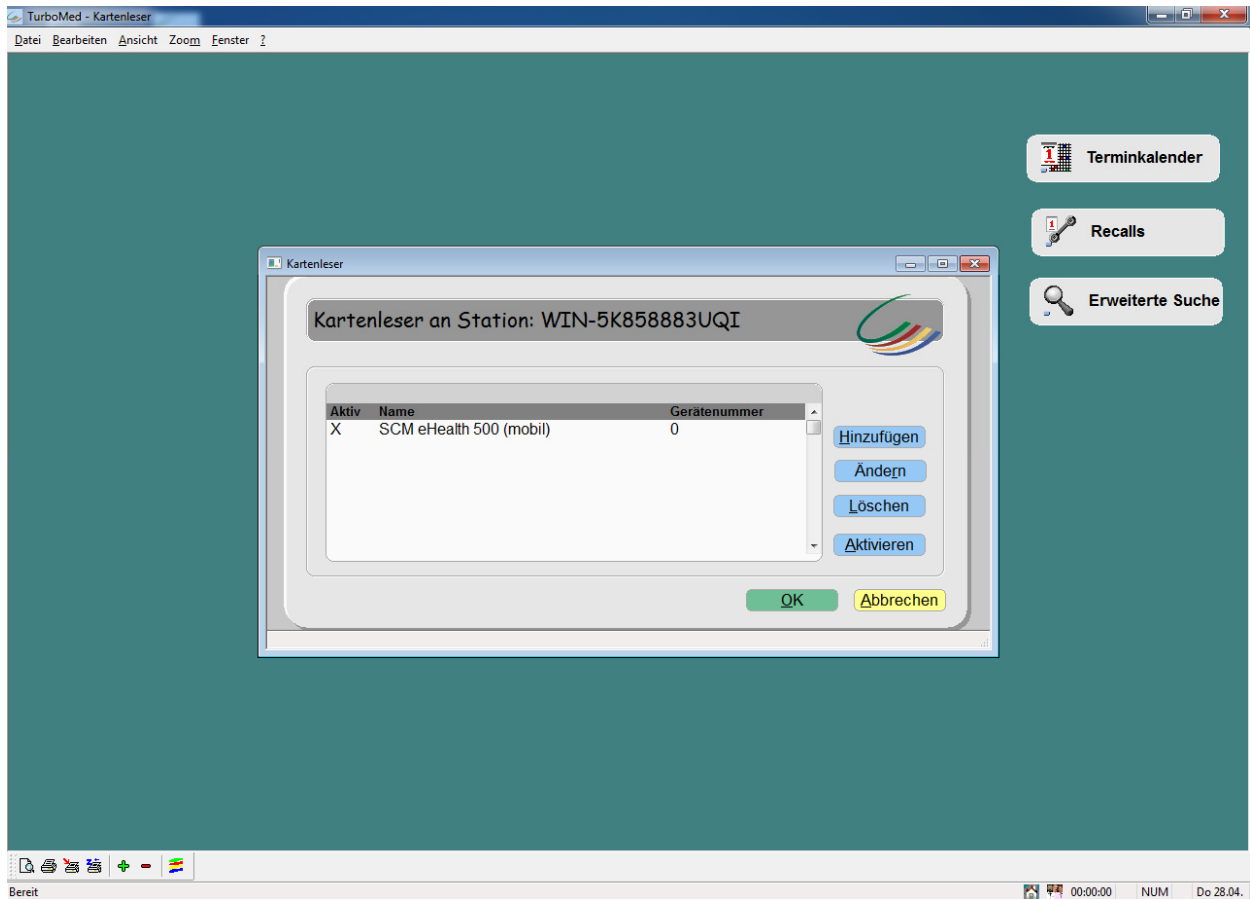 TurboMed - Kartenleser
Datei Bearbeiten Ansicht Zoom Fenster ?
1 Terminkalender
1 Recalls
Erweiterte Suche
Kartenleser
Kartenleser an Station: WIN-5K858883UQI
Aktiv Name Gerätenummer
X SCM eHealth 500 (mobil) 0
Hinzufügen
Ändern
Löschen
Aktivieren
OK Abbrechen
Bereit 00:00:00 NUM Do 28.04.